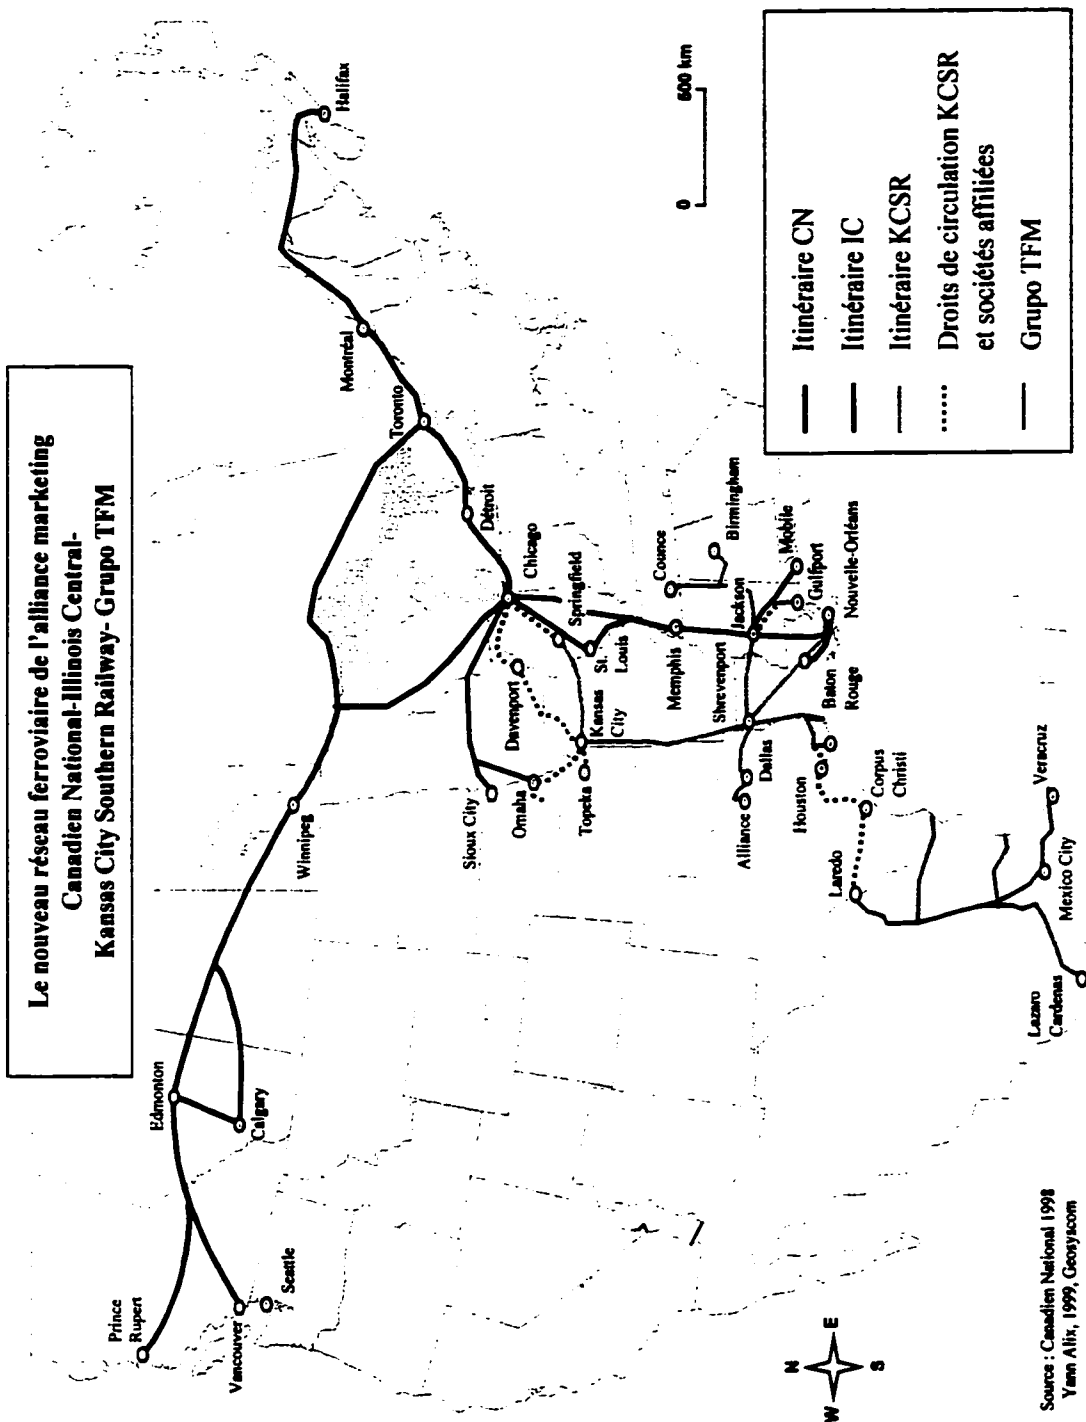 Le nouveau réseau ferroviaire de l'alliance marketing
Canadien National-Illinois Central-
Kansas City Southern Railway- Grupo TFM
Prince
Rupert
Vancouver
Seattle
Edmonton
Calgary
Winnipeg
Toronto
Montréal
Halifax
Détroit
Chicago
Sioux City
Omaha
Davenport
Springfield
Topeka
Kansas
City
St.
Louis
Memphis
Counce
Birmingham
Alliance
Dallas
Shrevenport
Jackson
Mobile
Gulfport
Nouvelle-Orléans
Baton
Rouge
Houston
Corpus
Christi
Laredo
Mexico City
Veracruz
Lazaro
Cardenas
0 600 km
Itinéraire CN
Itinéraire IC
Itinéraire KCSR
Droits de circulation KCSR
et sociétés affiliées
Grupo TFM
N
W
E
S
Source : Canadien National 1998
Yann Alix, 1999, Geosyscom